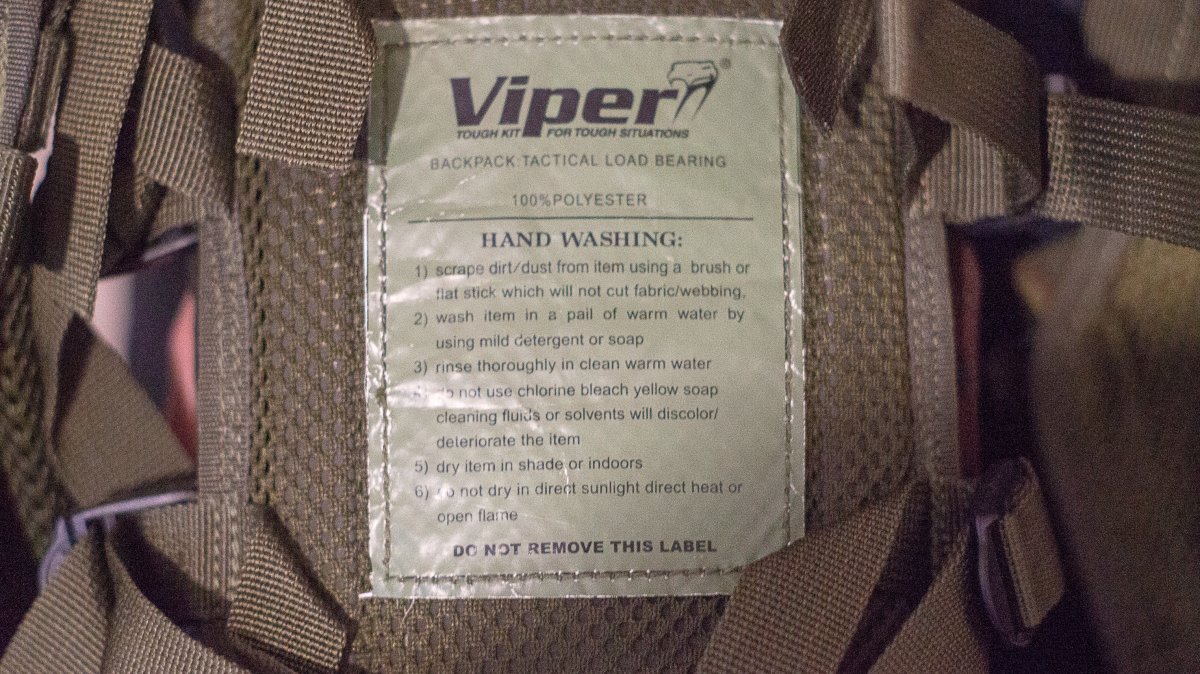 Viper®
TOUGH KIT FOR TOUGH SITUATIONS
BACKPACK TACTICAL LOAD BEARING
100%POLYESTER
HAND WASHING:
1) scrape dirt/dust from item using a brush or
flat stick which will not cut fabric/webbing,
2) wash item in a pail of warm water by
using mild detergent or soap
3) rinse thoroughly in clean warm water
do not use chlorine bleach yellow soap
cleaning fluids or solvents will discolor/
deteriorate the item
5) dry item in shade or indoors
6) do not dry in direct sunlight direct heat or
open flame
DO NOT REMOVE THIS LABEL